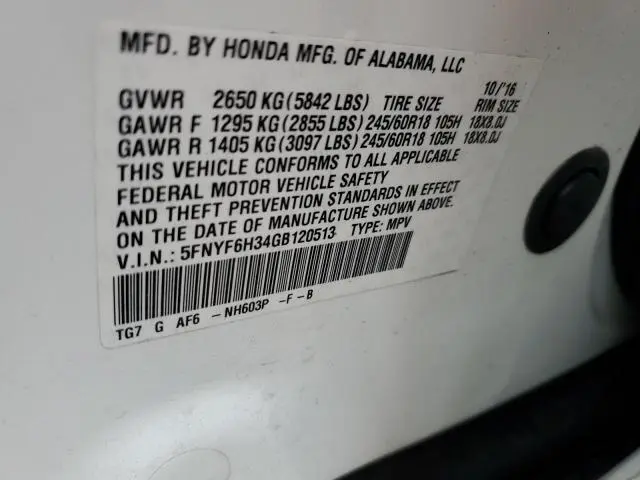 MFD. BY HONDA MFG. OF ALABAMA, LLC
10/'16
GVWR 2650 KG (5842 LBS) TIRE SIZE RIM SIZE
GAWR F 1295 KG (2855 LBS) 245/60R18 105H 18X8.0J
GAWR R 1405 KG (3097 LBS) 245/60R18 105H 18X8.0J
THIS VEHICLE CONFORMS TO ALL APPLICABLE
FEDERAL MOTOR VEHICLE SAFETY
AND THEFT PREVENTION STANDARDS IN EFFECT
ON THE DATE OF MANUFACTURE SHOWN ABOVE.
V.I.N.: 5FNYF6H34GB120513 TYPE: MPV
TG7 G AF6 -NH603P -F-B